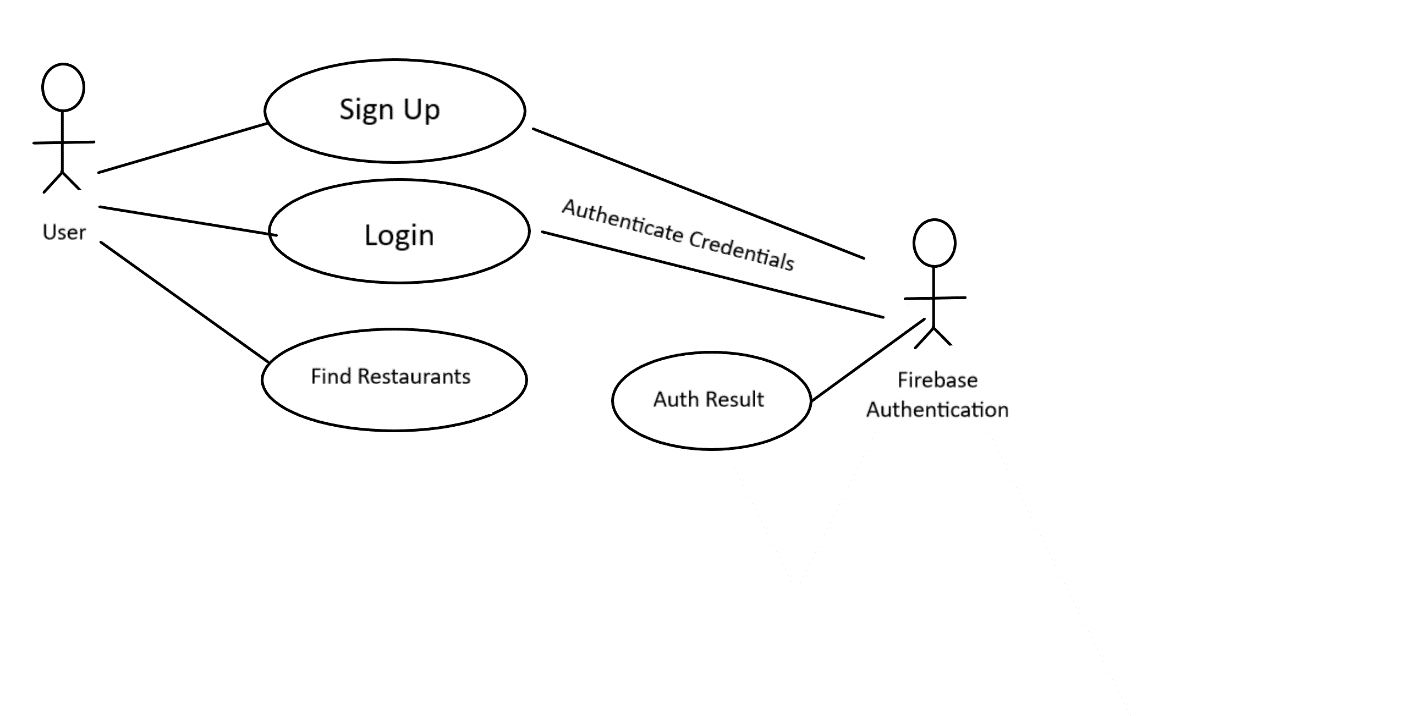 Sign Up
Authenticate Credentials
User
Login
Find Restaurants
Auth Result
Firebase
Authentication